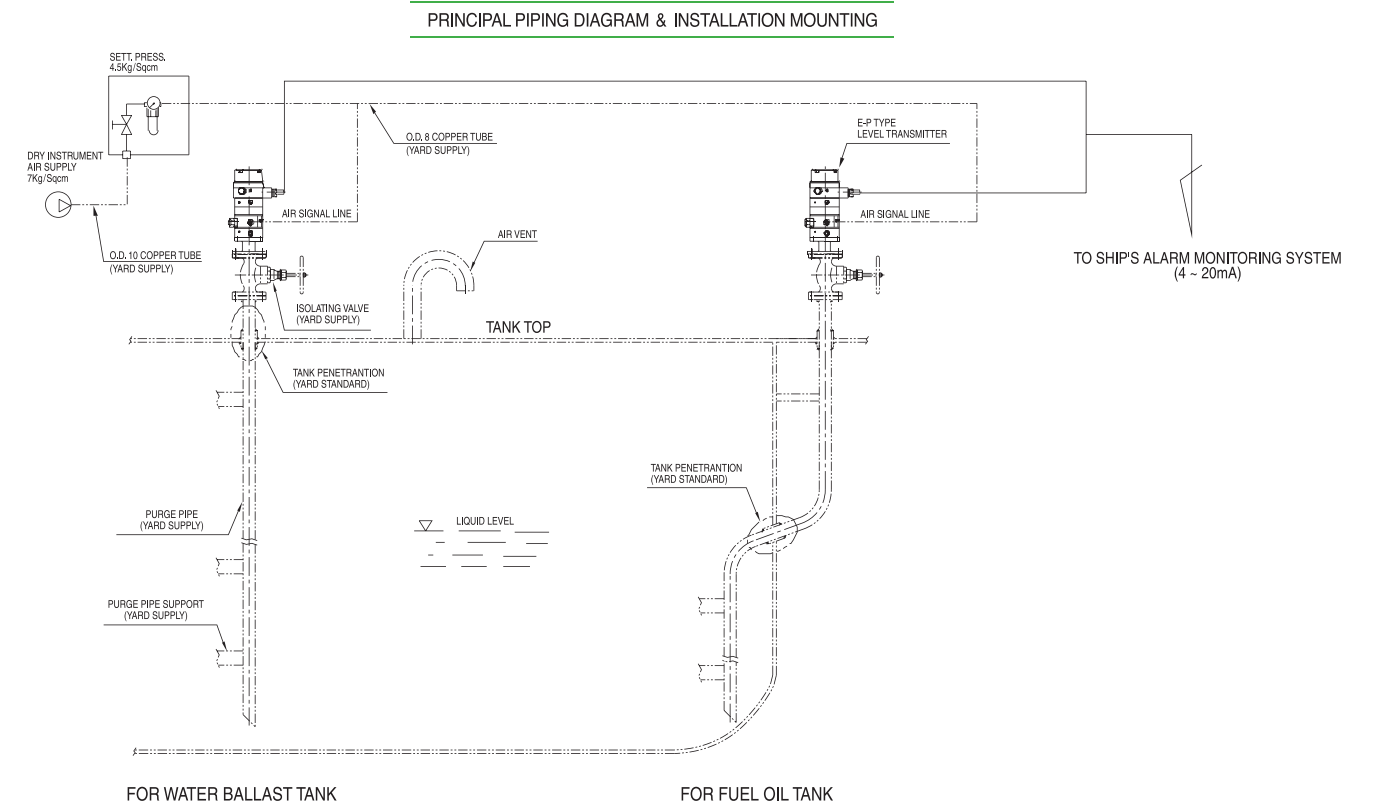 PRINCIPAL PIPING DIAGRAM & INSTALLATION MOUNTING
SETT. PRESS.
4.5Kg/Sqcm
O.D. 8 COPPER TUBE
(YARD SUPPLY)
E-P TYPE
LEVEL TRANSMITTER
DRY INSTRUMENT
AIR SUPPLY
7Kg/Sqcm
AIR SIGNAL LINE
AIR SIGNAL LINE
AIR VENT
O.D. 10 COPPER TUBE
(YARD SUPPLY)
TO SHIP'S ALARM MONITORING SYSTEM
(4 ~ 20mA)
ISOLATING VALVE
(YARD SUPPLY)
TANK TOP
TANK PENETRANTION
(YARD STANDARD)
TANK PENETRANTION
(YARD STANDARD)
PURGE PIPE
(YARD SUPPLY)
LIQUID LEVEL
PURGE PIPE SUPPORT
(YARD SUPPLY)
FOR WATER BALLAST TANK
FOR FUEL OIL TANK